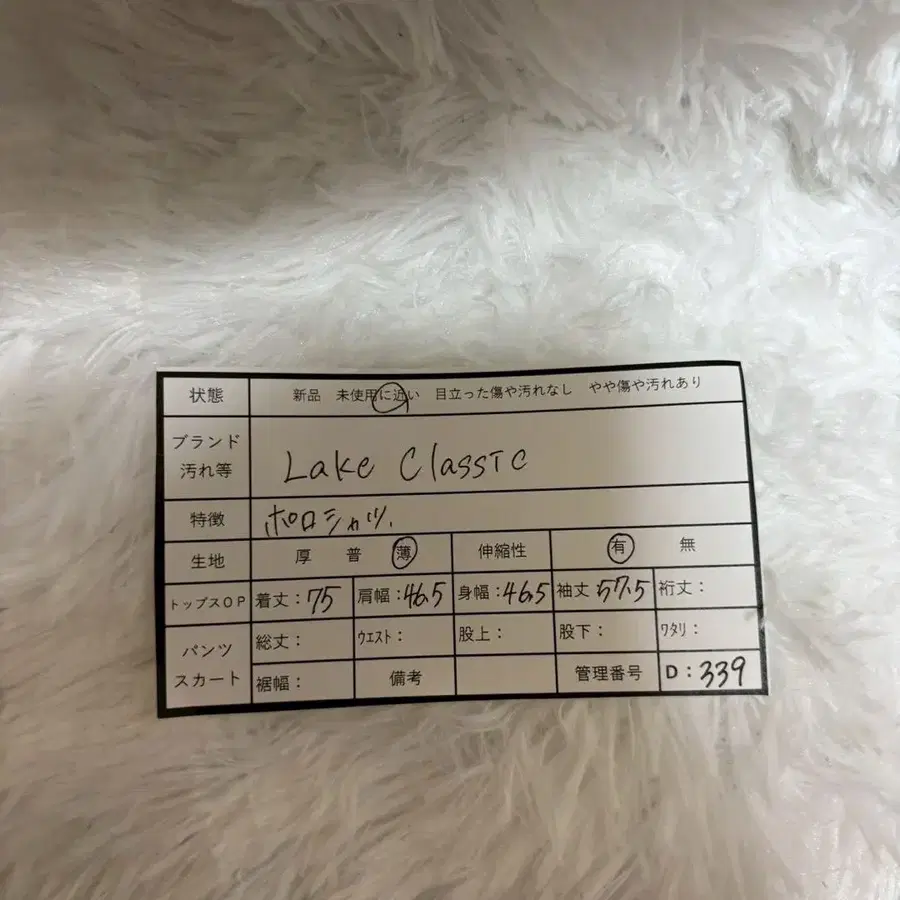 状態 新品 未使用に近い 目立った傷や汚れなし やや傷や汚れあり
ブランド
汚れ等 Lake Classic
特徴 ポロシャツ
生地 厚 普 薄 伸縮性 有 無
トップスOP 着丈:75 肩幅:46.5 身幅:46.5 袖丈57.5 裄丈:
パンツ
スカート
総丈: ウエスト: 股上: 股下: ワタリ:
裾幅: 備考 管理番号 D:339